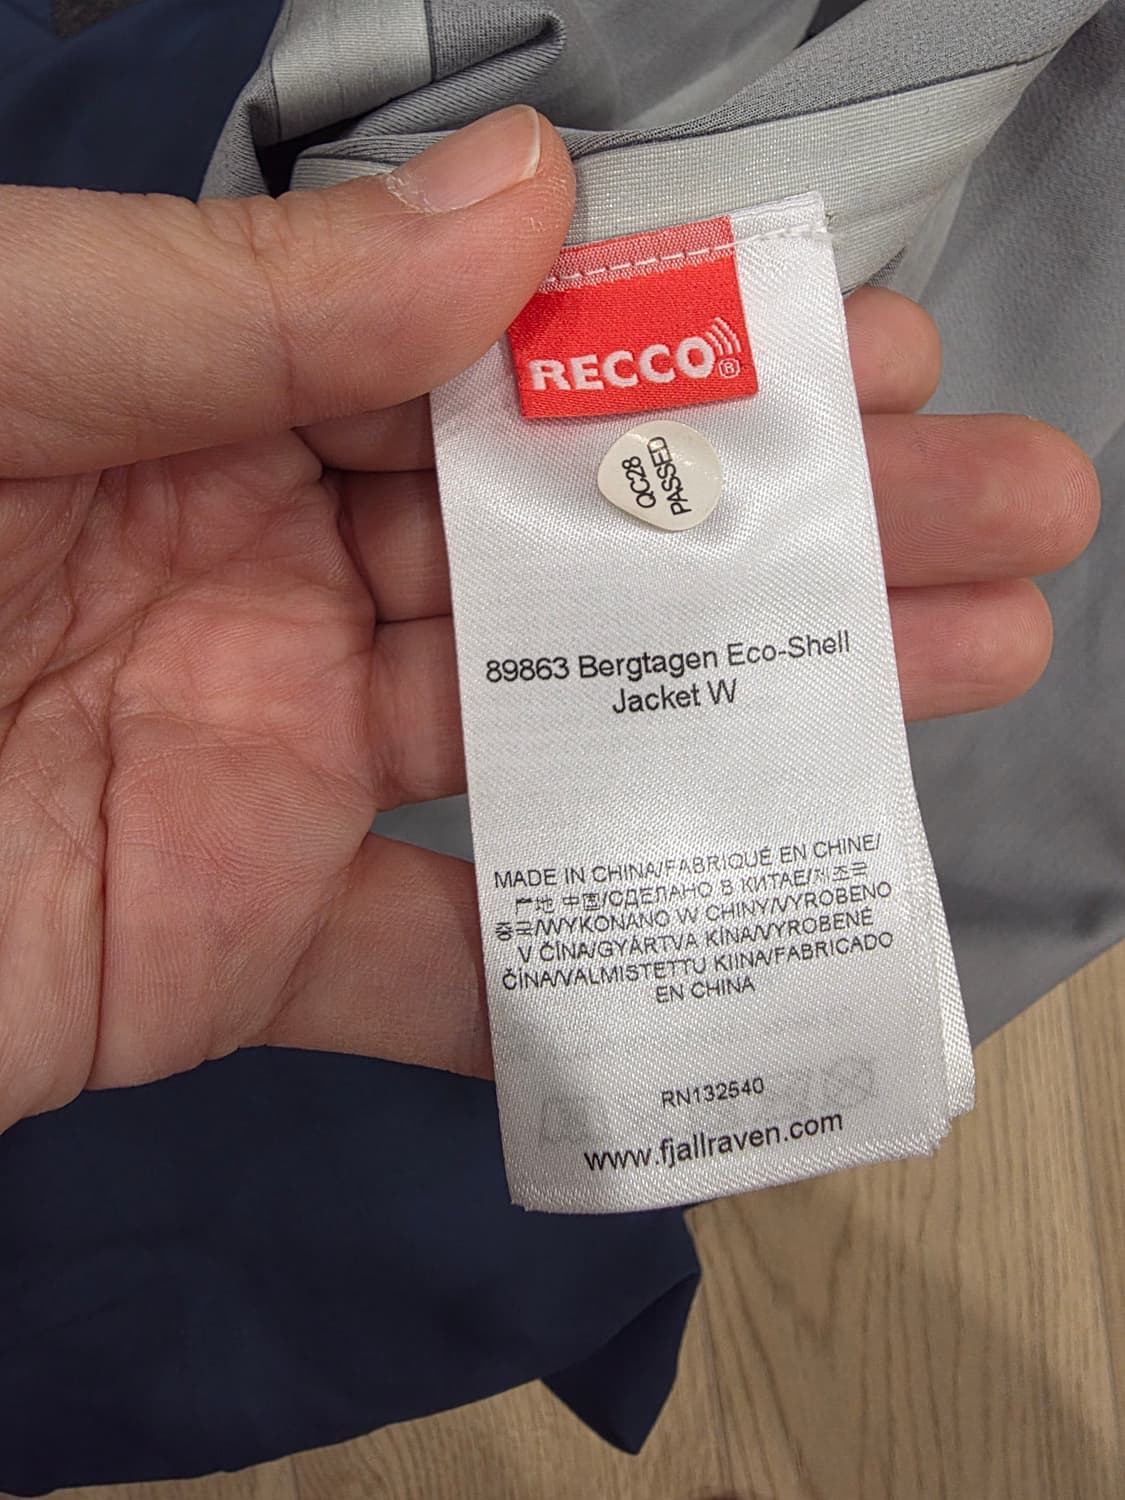 RECCO®
QC28
PASSED
89863 Bergtagen Eco-Shell
Jacket W
MADE IN CHINA/FABRIQUÉ EN CHINE/
产地 中国/СДЕЛАНО В КИТАЕ/제조국
중국/WYKONANO W CHINY/VYROBENO
V ČÍNA/GYÁRTVA KÍNA/VYROBENÉ
ČÍNA/VALMISTETTU KIINA/FABRICADO
EN CHINA
RN132540
www.fjallraven.com